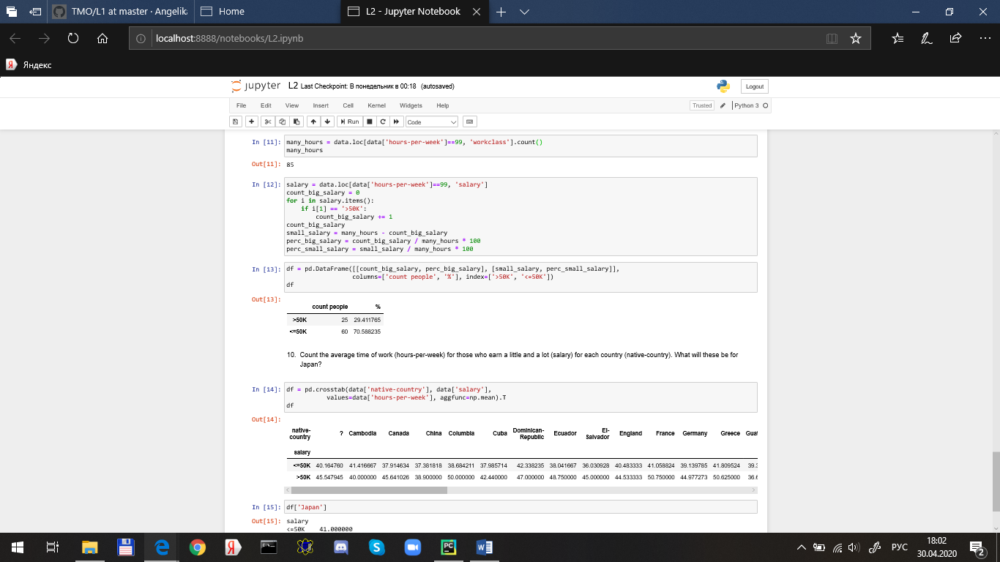 TMO/L1 at master · Angelik
Home
L2 - Jupyter Notebook
localhost:8888/notebooks/L2.ipynb
Яндекс
jupyter L2 Last Checkpoint: В понедельник в 00:18 (autosaved)
Logout
File Edit View Insert Cell Kernel Widgets Help
Trusted
Python 3
Run
Code
In [11]: many_hours = data.loc[data['hours-per-week']==99, 'workclass'].count()
many_hours
Out[11]: 85
In [12]: salary = data.loc[data['hours-per-week']==99, 'salary']
count_big_salary = 0
for i in salary.items():
    if i[1] == '>50K':
        count_big_salary += 1
count_big_salary
small_salary = many_hours - count_big_salary
perc_big_salary = count_big_salary / many_hours * 100
perc_small_salary = small_salary / many_hours * 100
In [13]: df = pd.DataFrame([[count_big_salary, perc_big_salary], [small_salary, perc_small_salary]],
columns=['count people', '%'], index=['>50K', '<=50K'])
df
Out[13]:
count people %
>50K 25 29.411765
<=50K 60 70.588235
10. Count the average time of work (hours-per-week) for those who earn a little and a lot (salary) for each country (native-country). What will these be for
Japan?
In [14]: df = pd.crosstab(data['native-country'], data['salary'],
values=data['hours-per-week'], aggfunc=np.mean).T
df
Out[14]:
native-country ? Cambodia Canada China Columbia Cuba Dominican-Republic Ecuador El-Salvador England France Germany Greece Guat
salary
<=50K 40.164760 41.416667 37.914634 37.381818 38.684211 37.985714 42.338235 38.041667 36.030928 40.483333 41.058824 39.139785 41.809524 39.3
>50K 45.547945 40.000000 45.641026 38.900000 50.000000 42.440000 47.000000 48.750000 45.000000 44.533333 50.750000 44.977273 50.625000 36.6
In [15]: df['Japan']
Out[15]: salary
<=50K 41.000000
РУС
18:02
30.04.2020
2